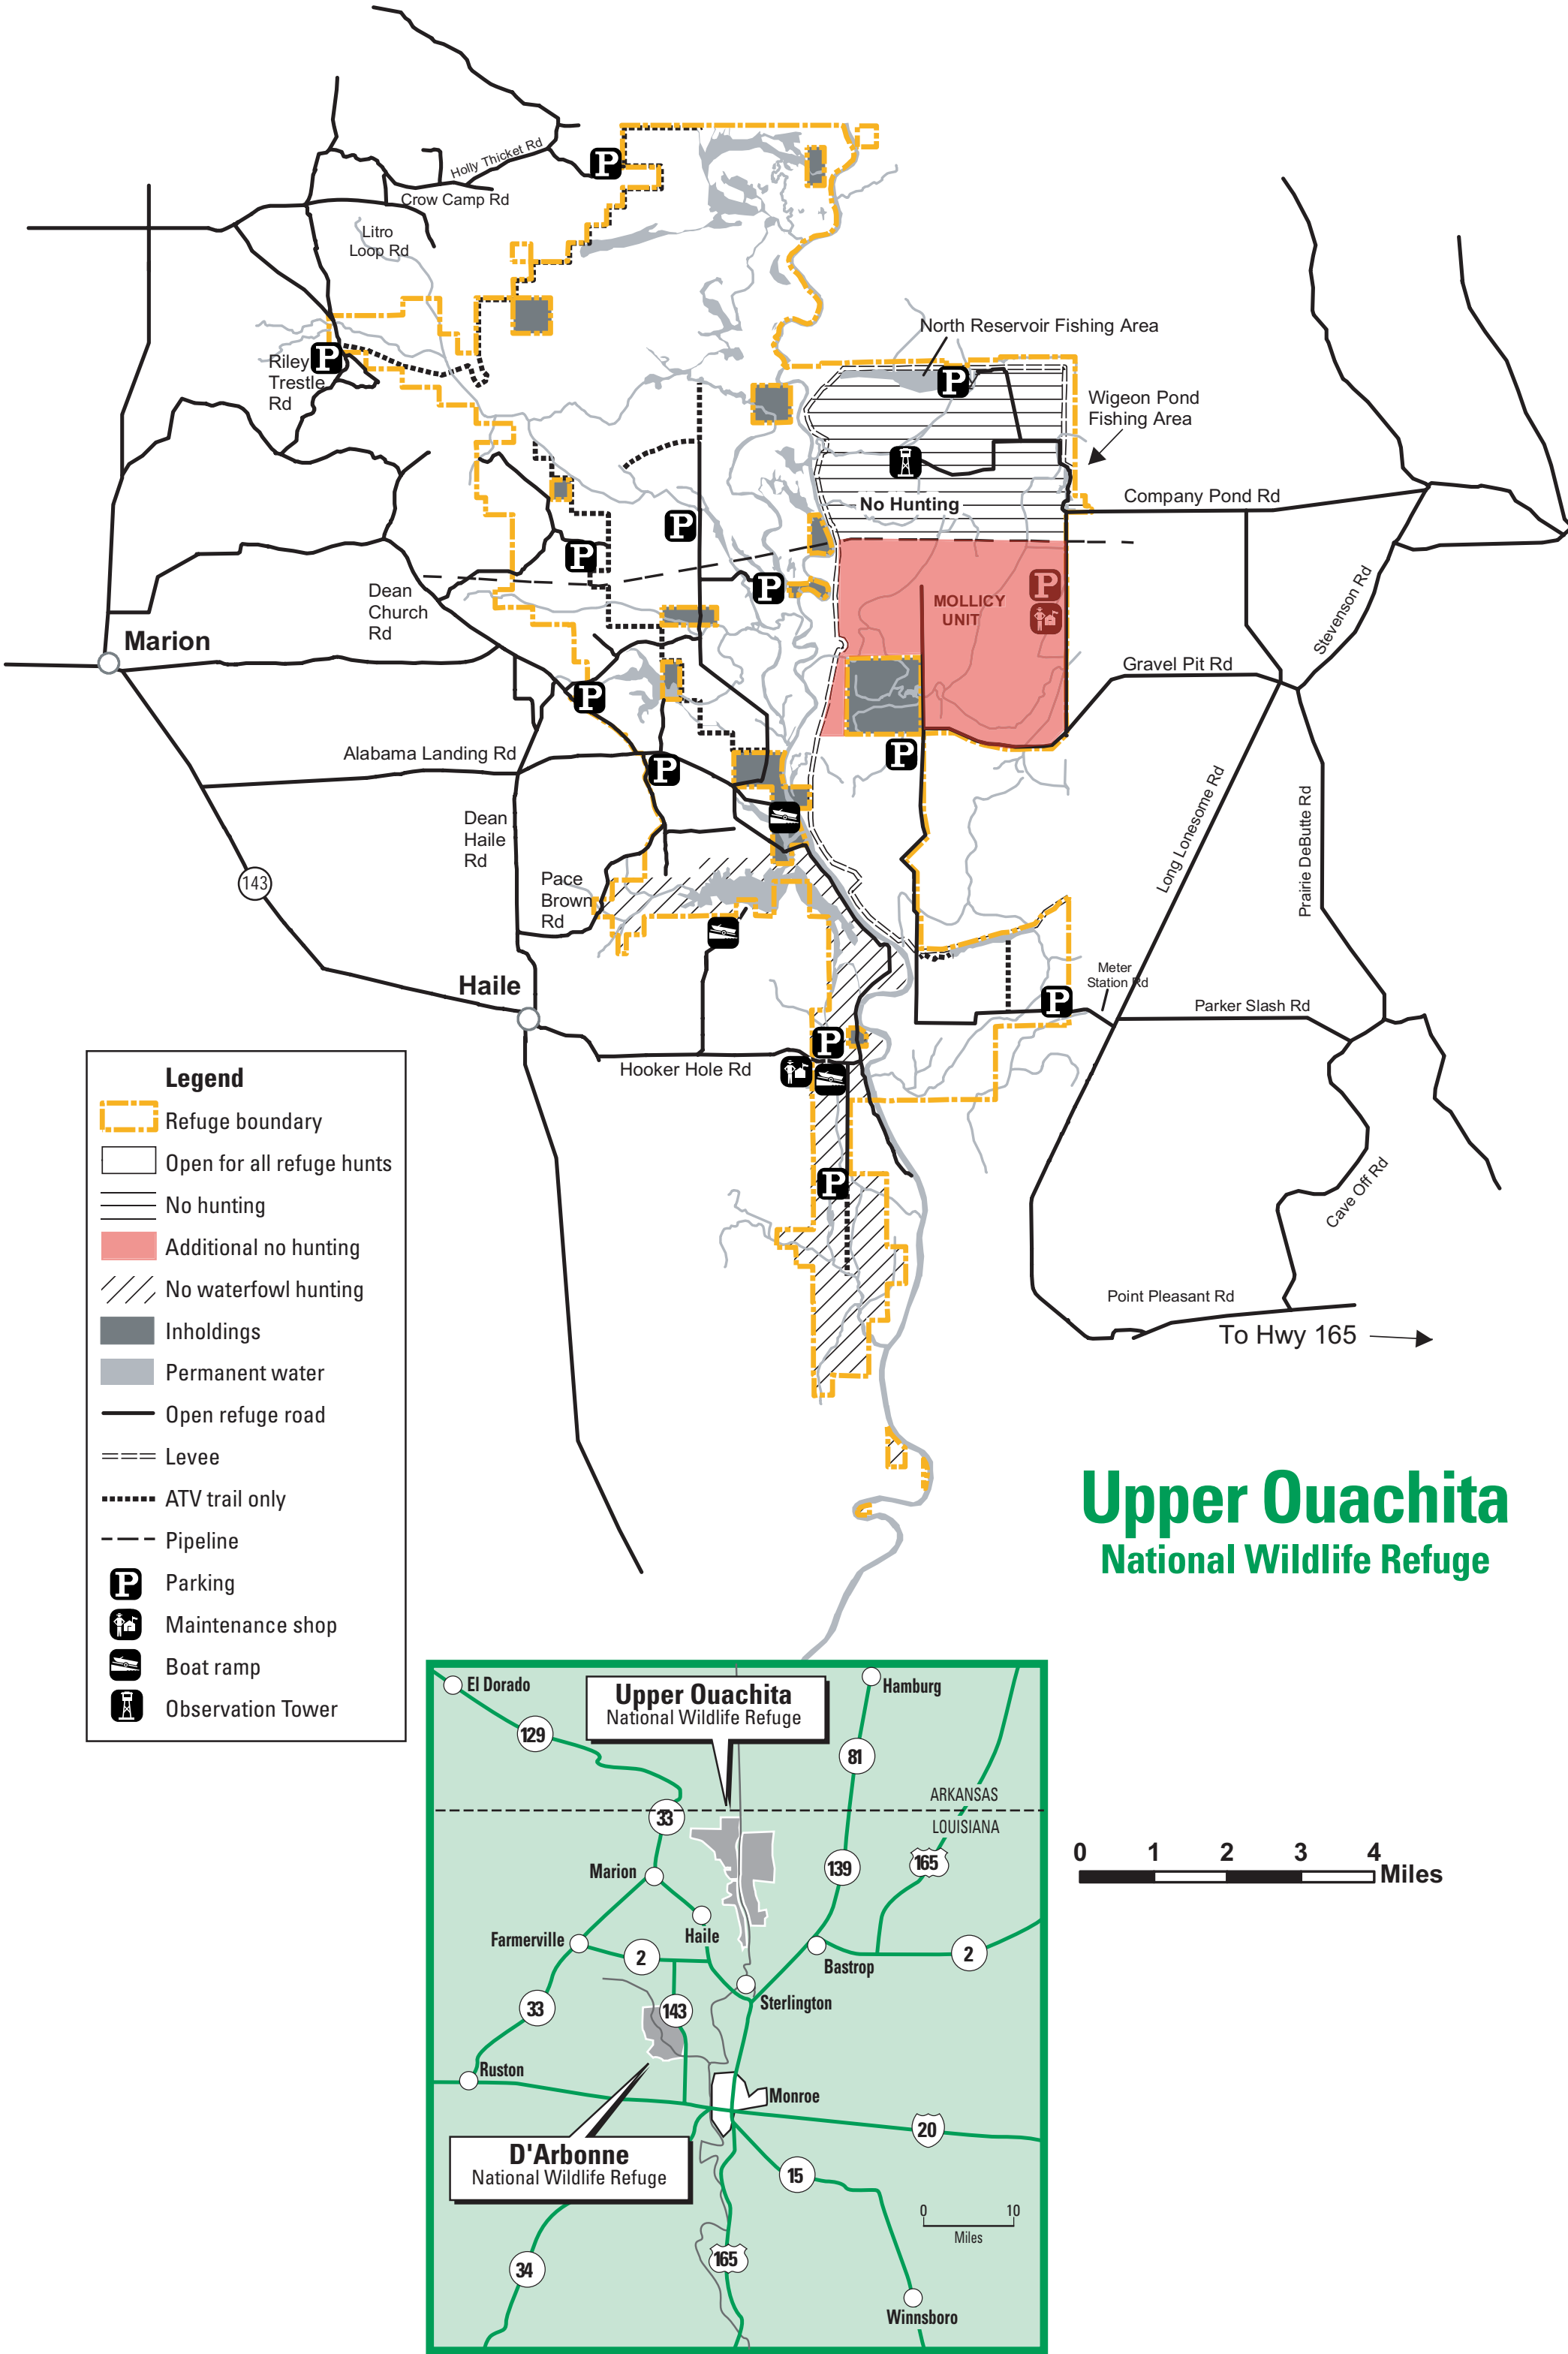 Holly Thicket Rd
Crow Camp Rd
Litro
Loop Rd
P
North Reservoir Fishing Area
P
Riley
Trestle
Rd
P
Wigeon Pond
Fishing Area
Company Pond Rd
No Hunting
P
P
P
P
Dean
Church
Rd
MOLLICY
UNIT
Stevenson Rd
Marion
Gravel Pit Rd
P
Alabama Landing Rd
P
P
Long Lonesome Rd
Prairie DeButte Rd
Dean
Haile
Rd
143
Pace
Brown
Rd
Haile
Meter
Station Rd
P
Parker Slash Rd
P
Hooker Hole Rd
P
Cave Off Rd
Point Pleasant Rd
To Hwy 165
Legend
Refuge boundary
Open for all refuge hunts
No hunting
Additional no hunting
No waterfowl hunting
Inholdings
Permanent water
Open refuge road
Levee
ATV trail only
Pipeline
P Parking
Maintenance shop
Boat ramp
Observation Tower
Upper Ouachita
National Wildlife Refuge
El Dorado
Upper Ouachita
National Wildlife Refuge
Hamburg
129
81
ARKANSAS
33
LOUISIANA
Marion
139
165
Haile
Farmerville
2
Bastrop
2
Sterlington
33
143
Ruston
Monroe
20
D'Arbonne
National Wildlife Refuge
15
0 10
Miles
165
34
Winnsboro
0 1 2 3 4
Miles